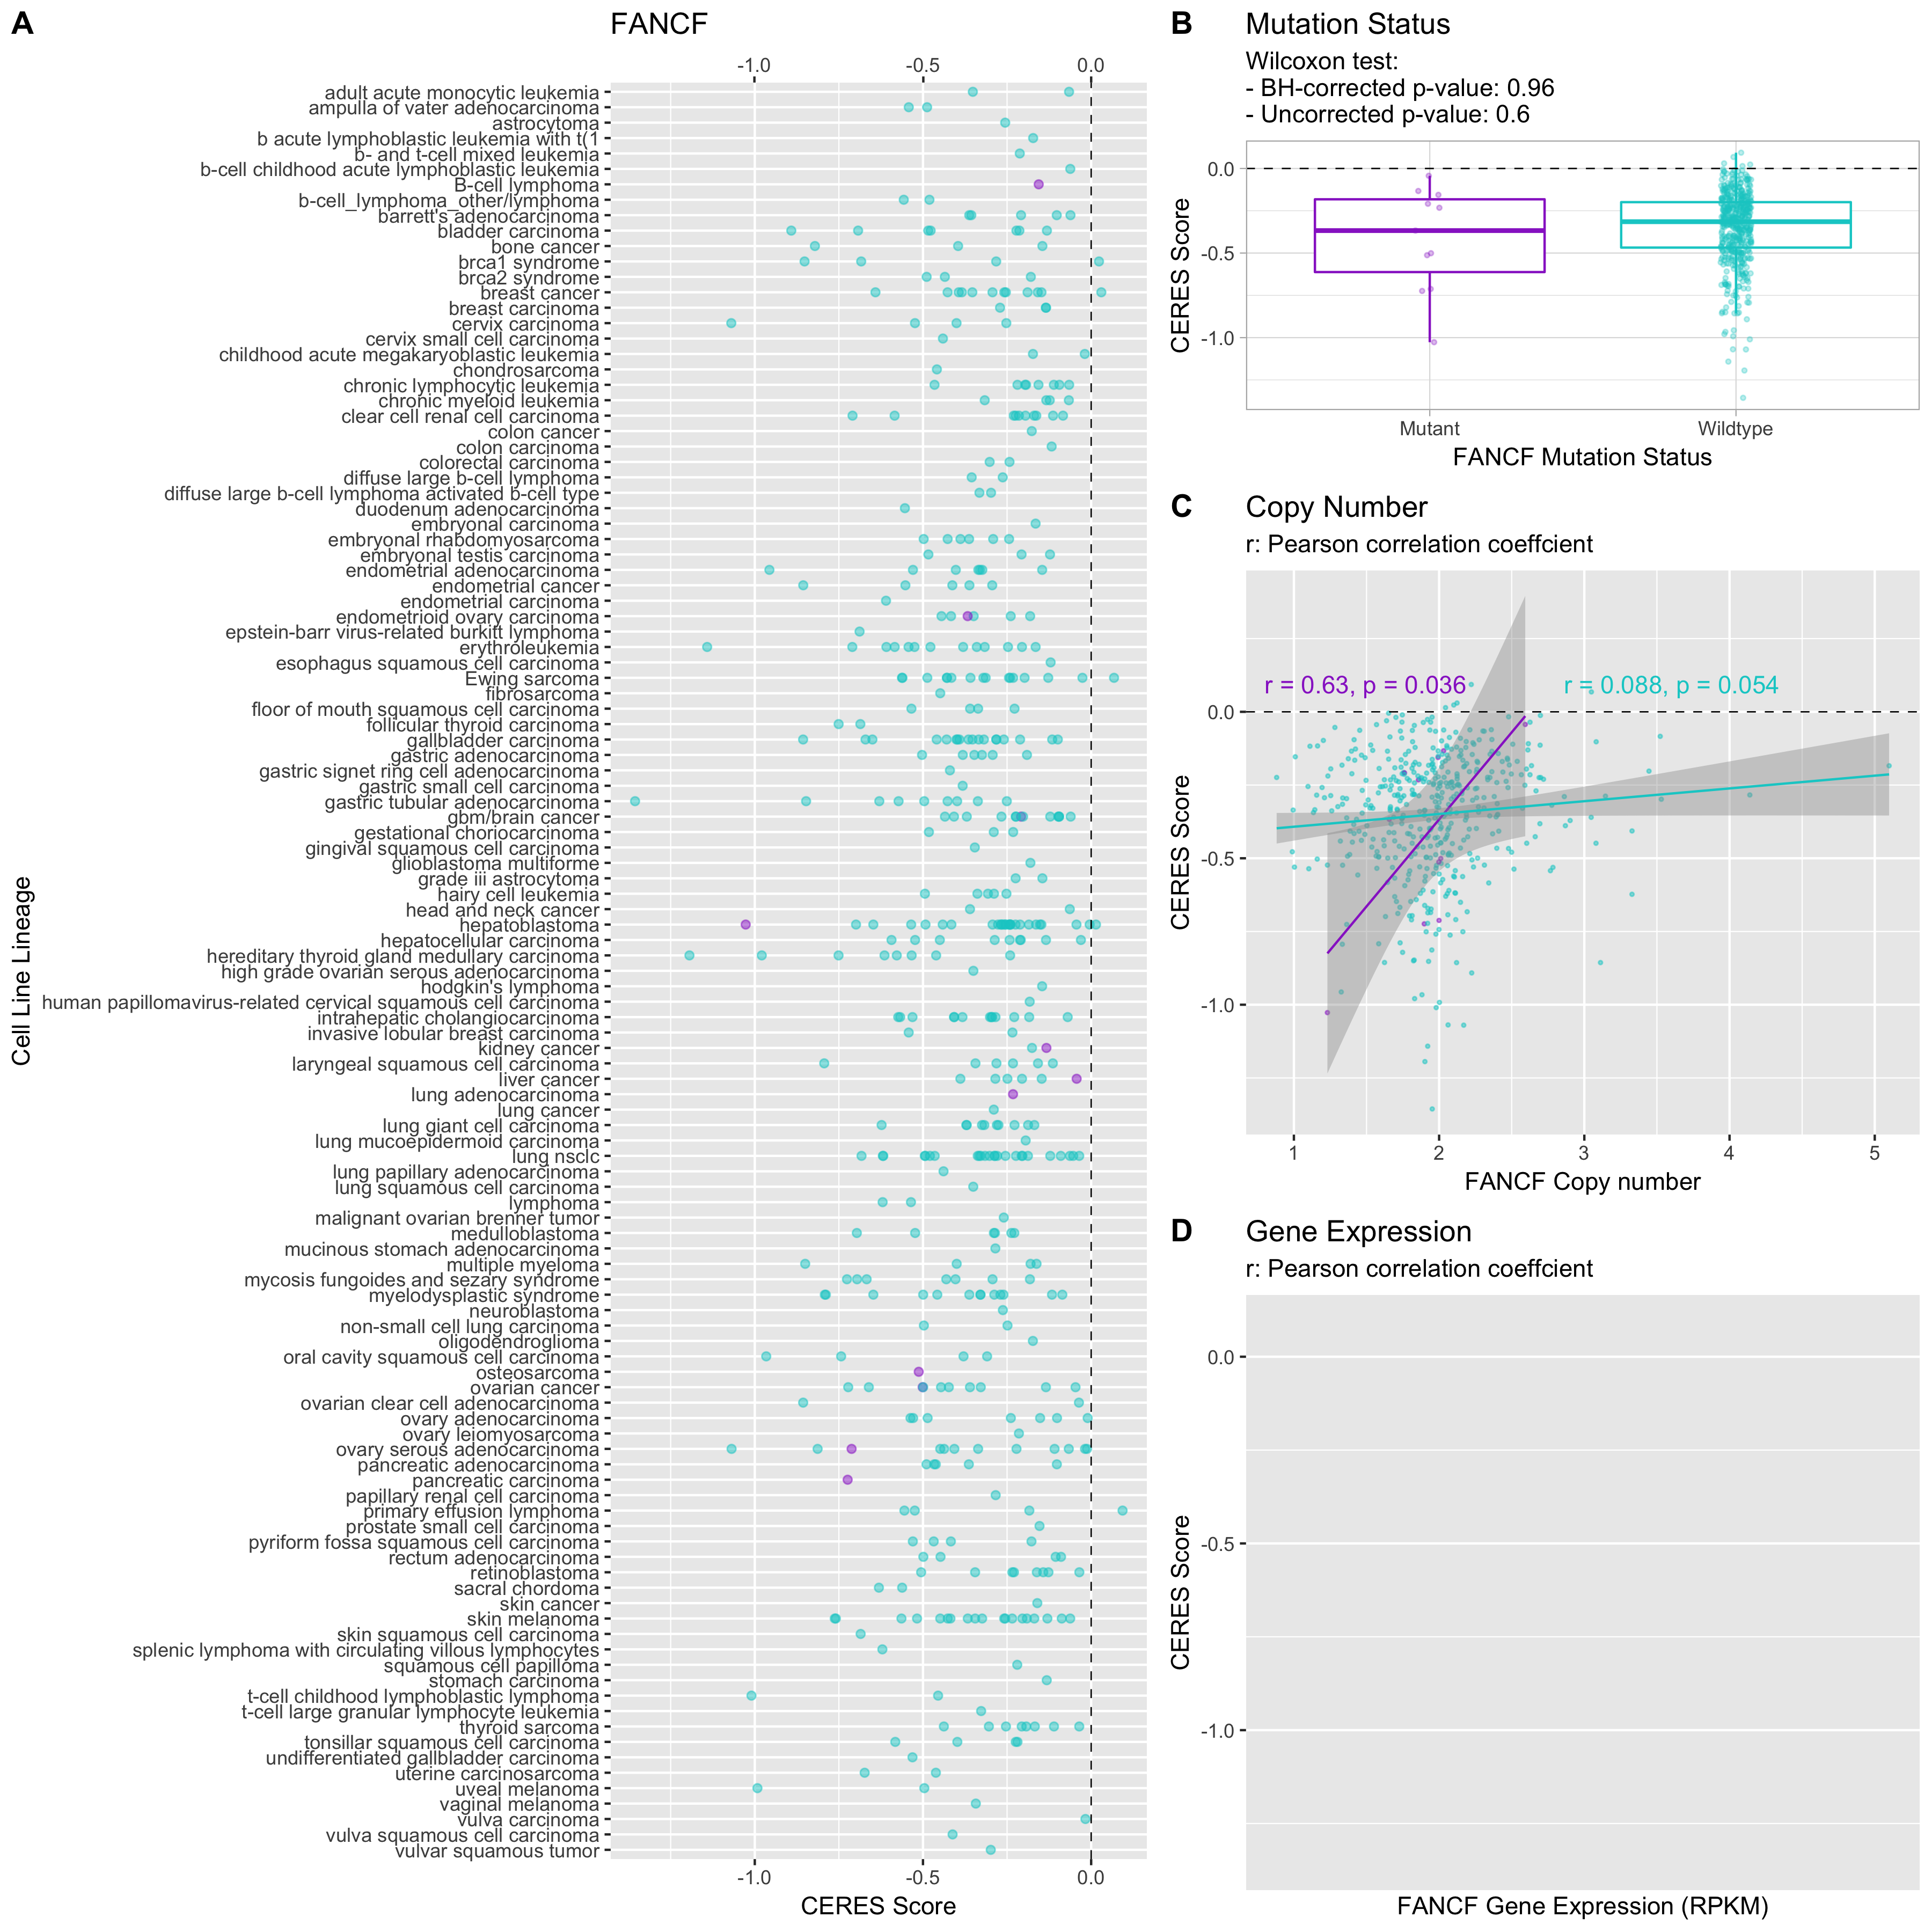 A
FANCF
-1.0
-0.5
0.0
Cell Line Lineage
adult acute monocytic leukemia
ampulla of vater adenocarcinoma
astrocytoma
b acute lymphoblastic leukemia with t(1
b- and t-cell mixed leukemia
b-cell childhood acute lymphoblastic leukemia
B-cell lymphoma
b-cell_lymphoma_other/lymphoma
barrett's adenocarcinoma
bladder carcinoma
bone cancer
brca1 syndrome
brca2 syndrome
breast cancer
breast carcinoma
cervix carcinoma
cervix small cell carcinoma
childhood acute megakaryoblastic leukemia
chondrosarcoma
chronic lymphocytic leukemia
chronic myeloid leukemia
clear cell renal cell carcinoma
colon cancer
colon carcinoma
colorectal carcinoma
diffuse large b-cell lymphoma
diffuse large b-cell lymphoma activated b-cell type
duodenum adenocarcinoma
embryonal carcinoma
embryonal rhabdomyosarcoma
embryonal testis carcinoma
endometrial adenocarcinoma
endometrial cancer
endometrial carcinoma
endometrioid ovary carcinoma
epstein-barr virus-related burkitt lymphoma
erythroleukemia
esophagus squamous cell carcinoma
Ewing sarcoma
fibrosarcoma
floor of mouth squamous cell carcinoma
follicular thyroid carcinoma
gallbladder carcinoma
gastric adenocarcinoma
gastric signet ring cell adenocarcinoma
gastric small cell carcinoma
gastric tubular adenocarcinoma
gbm/brain cancer
gestational choriocarcinoma
gingival squamous cell carcinoma
glioblastoma multiforme
grade iii astrocytoma
hairy cell leukemia
head and neck cancer
hepatoblastoma
hepatocellular carcinoma
hereditary thyroid gland medullary carcinoma
high grade ovarian serous adenocarcinoma
hodgkin's lymphoma
human papillomavirus-related cervical squamous cell carcinoma
intrahepatic cholangiocarcinoma
invasive lobular breast carcinoma
kidney cancer
laryngeal squamous cell carcinoma
liver cancer
lung adenocarcinoma
lung cancer
lung giant cell carcinoma
lung mucoepidermoid carcinoma
lung nsclc
lung papillary adenocarcinoma
lung squamous cell carcinoma
lymphoma
malignant ovarian brenner tumor
medulloblastoma
mucinous stomach adenocarcinoma
multiple myeloma
mycosis fungoides and sezary syndrome
myelodysplastic syndrome
neuroblastoma
non-small cell lung carcinoma
oligodendroglioma
oral cavity squamous cell carcinoma
osteosarcoma
ovarian cancer
ovarian clear cell adenocarcinoma
ovary adenocarcinoma
ovary leiomyosarcoma
ovary serous adenocarcinoma
pancreatic adenocarcinoma
pancreatic carcinoma
papillary renal cell carcinoma
primary effusion lymphoma
prostate small cell carcinoma
pyriform fossa squamous cell carcinoma
rectum adenocarcinoma
retinoblastoma
sacral chordoma
skin cancer
skin melanoma
skin squamous cell carcinoma
splenic lymphoma with circulating villous lymphocytes
squamous cell papilloma
stomach carcinoma
t-cell childhood lymphoblastic lymphoma
t-cell large granular lymphocyte leukemia
thyroid sarcoma
tonsillar squamous cell carcinoma
undifferentiated gallbladder carcinoma
uterine carcinosarcoma
uveal melanoma
vaginal melanoma
vulva carcinoma
vulva squamous cell carcinoma
vulvar squamous tumor
-1.0
-0.5
0.0
CERES Score
B
Mutation Status
Wilcoxon test:
- BH-corrected p-value: 0.96
- Uncorrected p-value: 0.6
CERES Score
0.0
-0.5
-1.0
Mutant
Wildtype
FANCF Mutation Status
C
Copy Number
r: Pearson correlation coeffcient
r = 0.63, p = 0.036
r = 0.088, p = 0.054
CERES Score
0.0
-0.5
-1.0
1
2
3
4
5
FANCF Copy number
D
Gene Expression
r: Pearson correlation coeffcient
CERES Score
0.0
-0.5
-1.0
FANCF Gene Expression (RPKM)